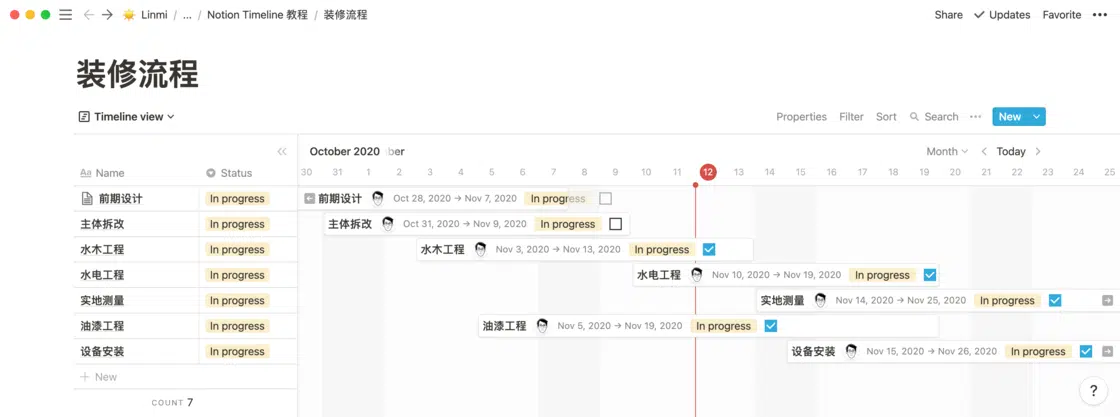 Linmi / ... / Notion Timeline 教程 / 装修流程 Share Updates Favorite •••
装修流程
Timeline view Properties Filter Sort Search ••• New
October 2020 ber Month Today
Aa Name Status 30 31 1 2 3 4 5 6 7 8 9 10 11 12 13 14 15 16 17 18 19 20 21 22 23 24 25
前期设计 In progress 前期设计 Oct 28, 2020 → Nov 7, 2020 In progress
主体拆改 In progress 主体拆改 Oct 31, 2020 → Nov 9, 2020 In progress
水木工程 In progress 水木工程 Nov 3, 2020 → Nov 13, 2020 In progress
水电工程 In progress 水电工程 Nov 10, 2020 → Nov 19, 2020 In progress
实地测量 In progress 实地测量 Nov 14, 2020 → Nov 25, 2020 In progress
油漆工程 In progress 油漆工程 Nov 5, 2020 → Nov 19, 2020 In progress
设备安装 In progress 设备安装 Nov 15, 2020 → Nov 26, 2020 In progress
+ New
COUNT 7
?